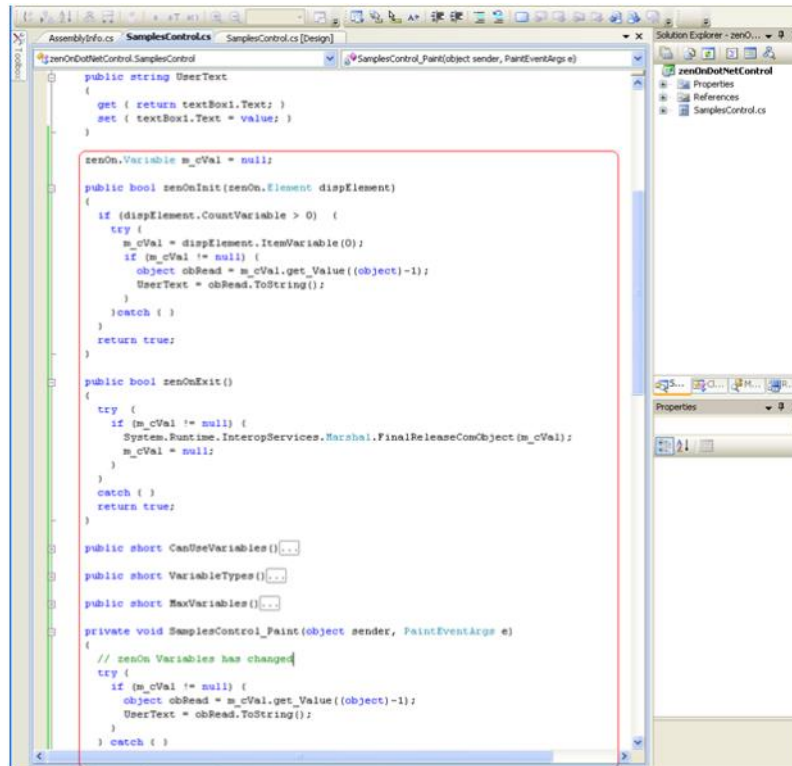 AssemblyInfo.cs SamplesControl.cs SamplesControl.cs [Design]
Solution Explorer - zenO...
zenOnDotNetControl.SamplesControl
SamplesControl_Paint(object sender, PaintEventArgs e)
Toolbox
zenOnDotNetControl
Properties
References
SamplesControl.cs
public string UserText
{
get { return textBox1.Text; }
set { textBox1.Text = value; }
}
zenOn.Variable m_cVal = null;
public bool zenOnInit(zenOn.Element dispElement)
{
if (dispElement.CountVariable > 0) {
try {
m_cVal = dispElement.ItemVariable(0);
if (m_cVal != null) {
object obRead = m_cVal.get_Value((object)-1);
UserText = obRead.ToString();
}
}catch { }
}
return true;
}
public bool zenOnExit()
{
try {
if (m_cVal != null) {
System.Runtime.InteropServices.Marshal.FinalReleaseComObject(m_cVal);
m_cVal = null;
}
}
catch { }
return true;
}
public short CanUseVariables()...
public short VariableTypes()...
public short MaxVariables()...
private void SamplesControl_Paint(object sender, PaintEventArgs e)
{
// zenOn Variables has changed
try {
if (m_cVal != null) {
object obRead = m_cVal.get_Value((object)-1);
UserText = obRead.ToString();
}
} catch { }
S... Cl... M... R...
Properties